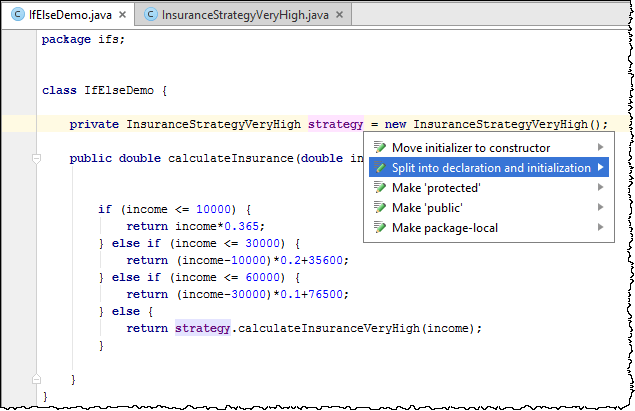 IfElseDemo.java InsuranceStrategyVeryHigh.java
package ifs;
class IfElseDemo {
private InsuranceStrategyVeryHigh strategy = new InsuranceStrategyVeryHigh();
public double calculateInsurance(double in
Move initializer to constructor
Split into declaration and initialization
Make 'protected'
Make 'public'
Make package-local
if (income <= 10000) {
return income*0.365;
} else if (income <= 30000) {
return (income-10000)*0.2+35600;
} else if (income <= 60000) {
return (income-30000)*0.1+76500;
} else {
return strategy.calculateInsuranceVeryHigh(income);
}
}
}